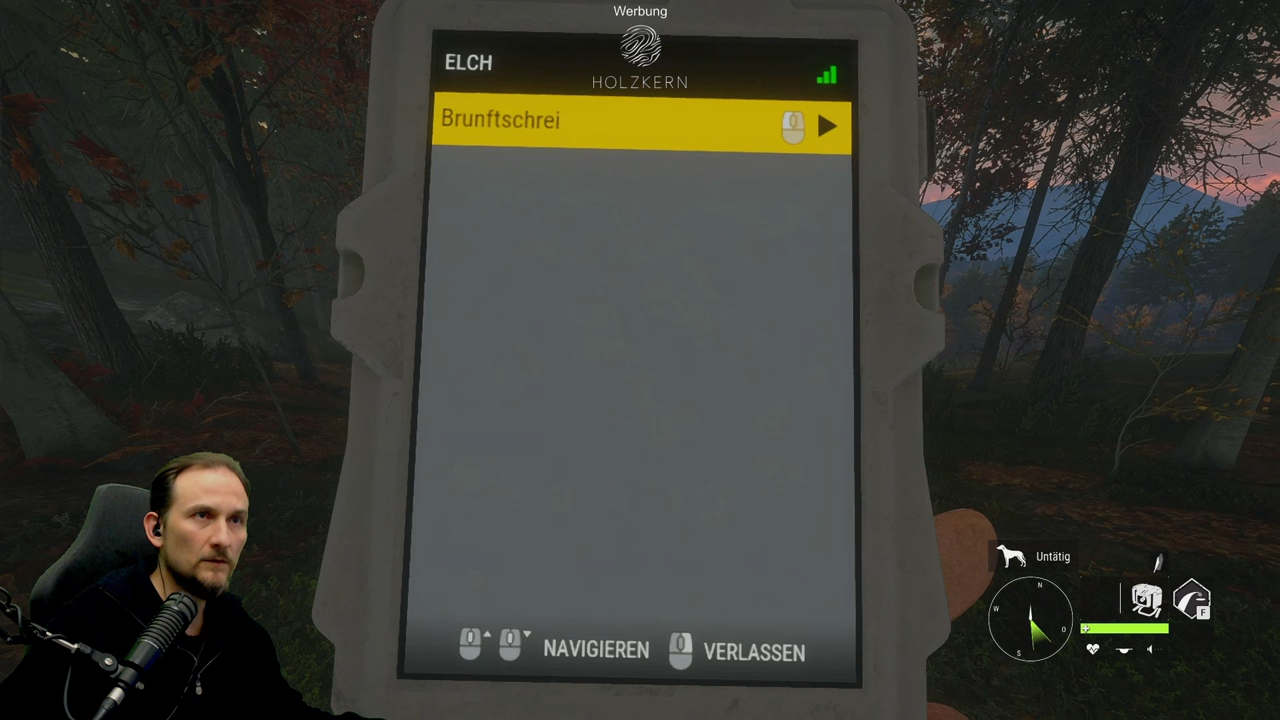 Werbung
HOLZKERN
ELCH
Brunftschrei
Untätig
N
W
O
S
F
NAVIGIEREN
VERLASSEN